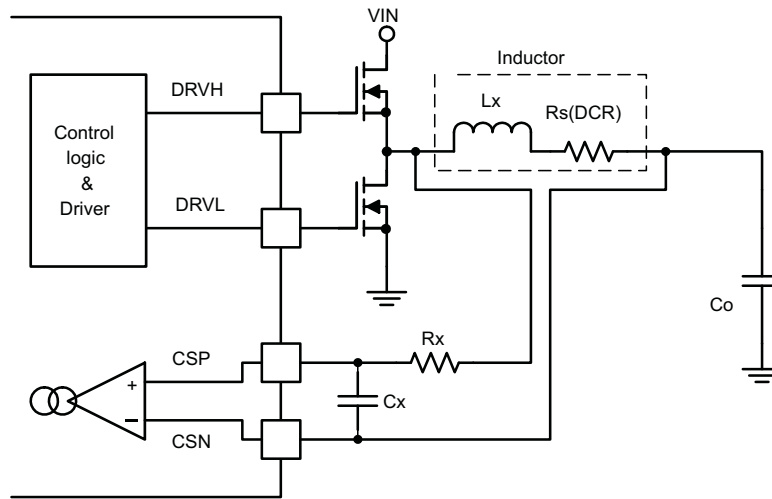 VIN
Inductor
DRVH
Lx
Rs(DCR)
Control
logic
&
Driver
DRVL
Co
Rx
CSP
+
Cx
−
CSN